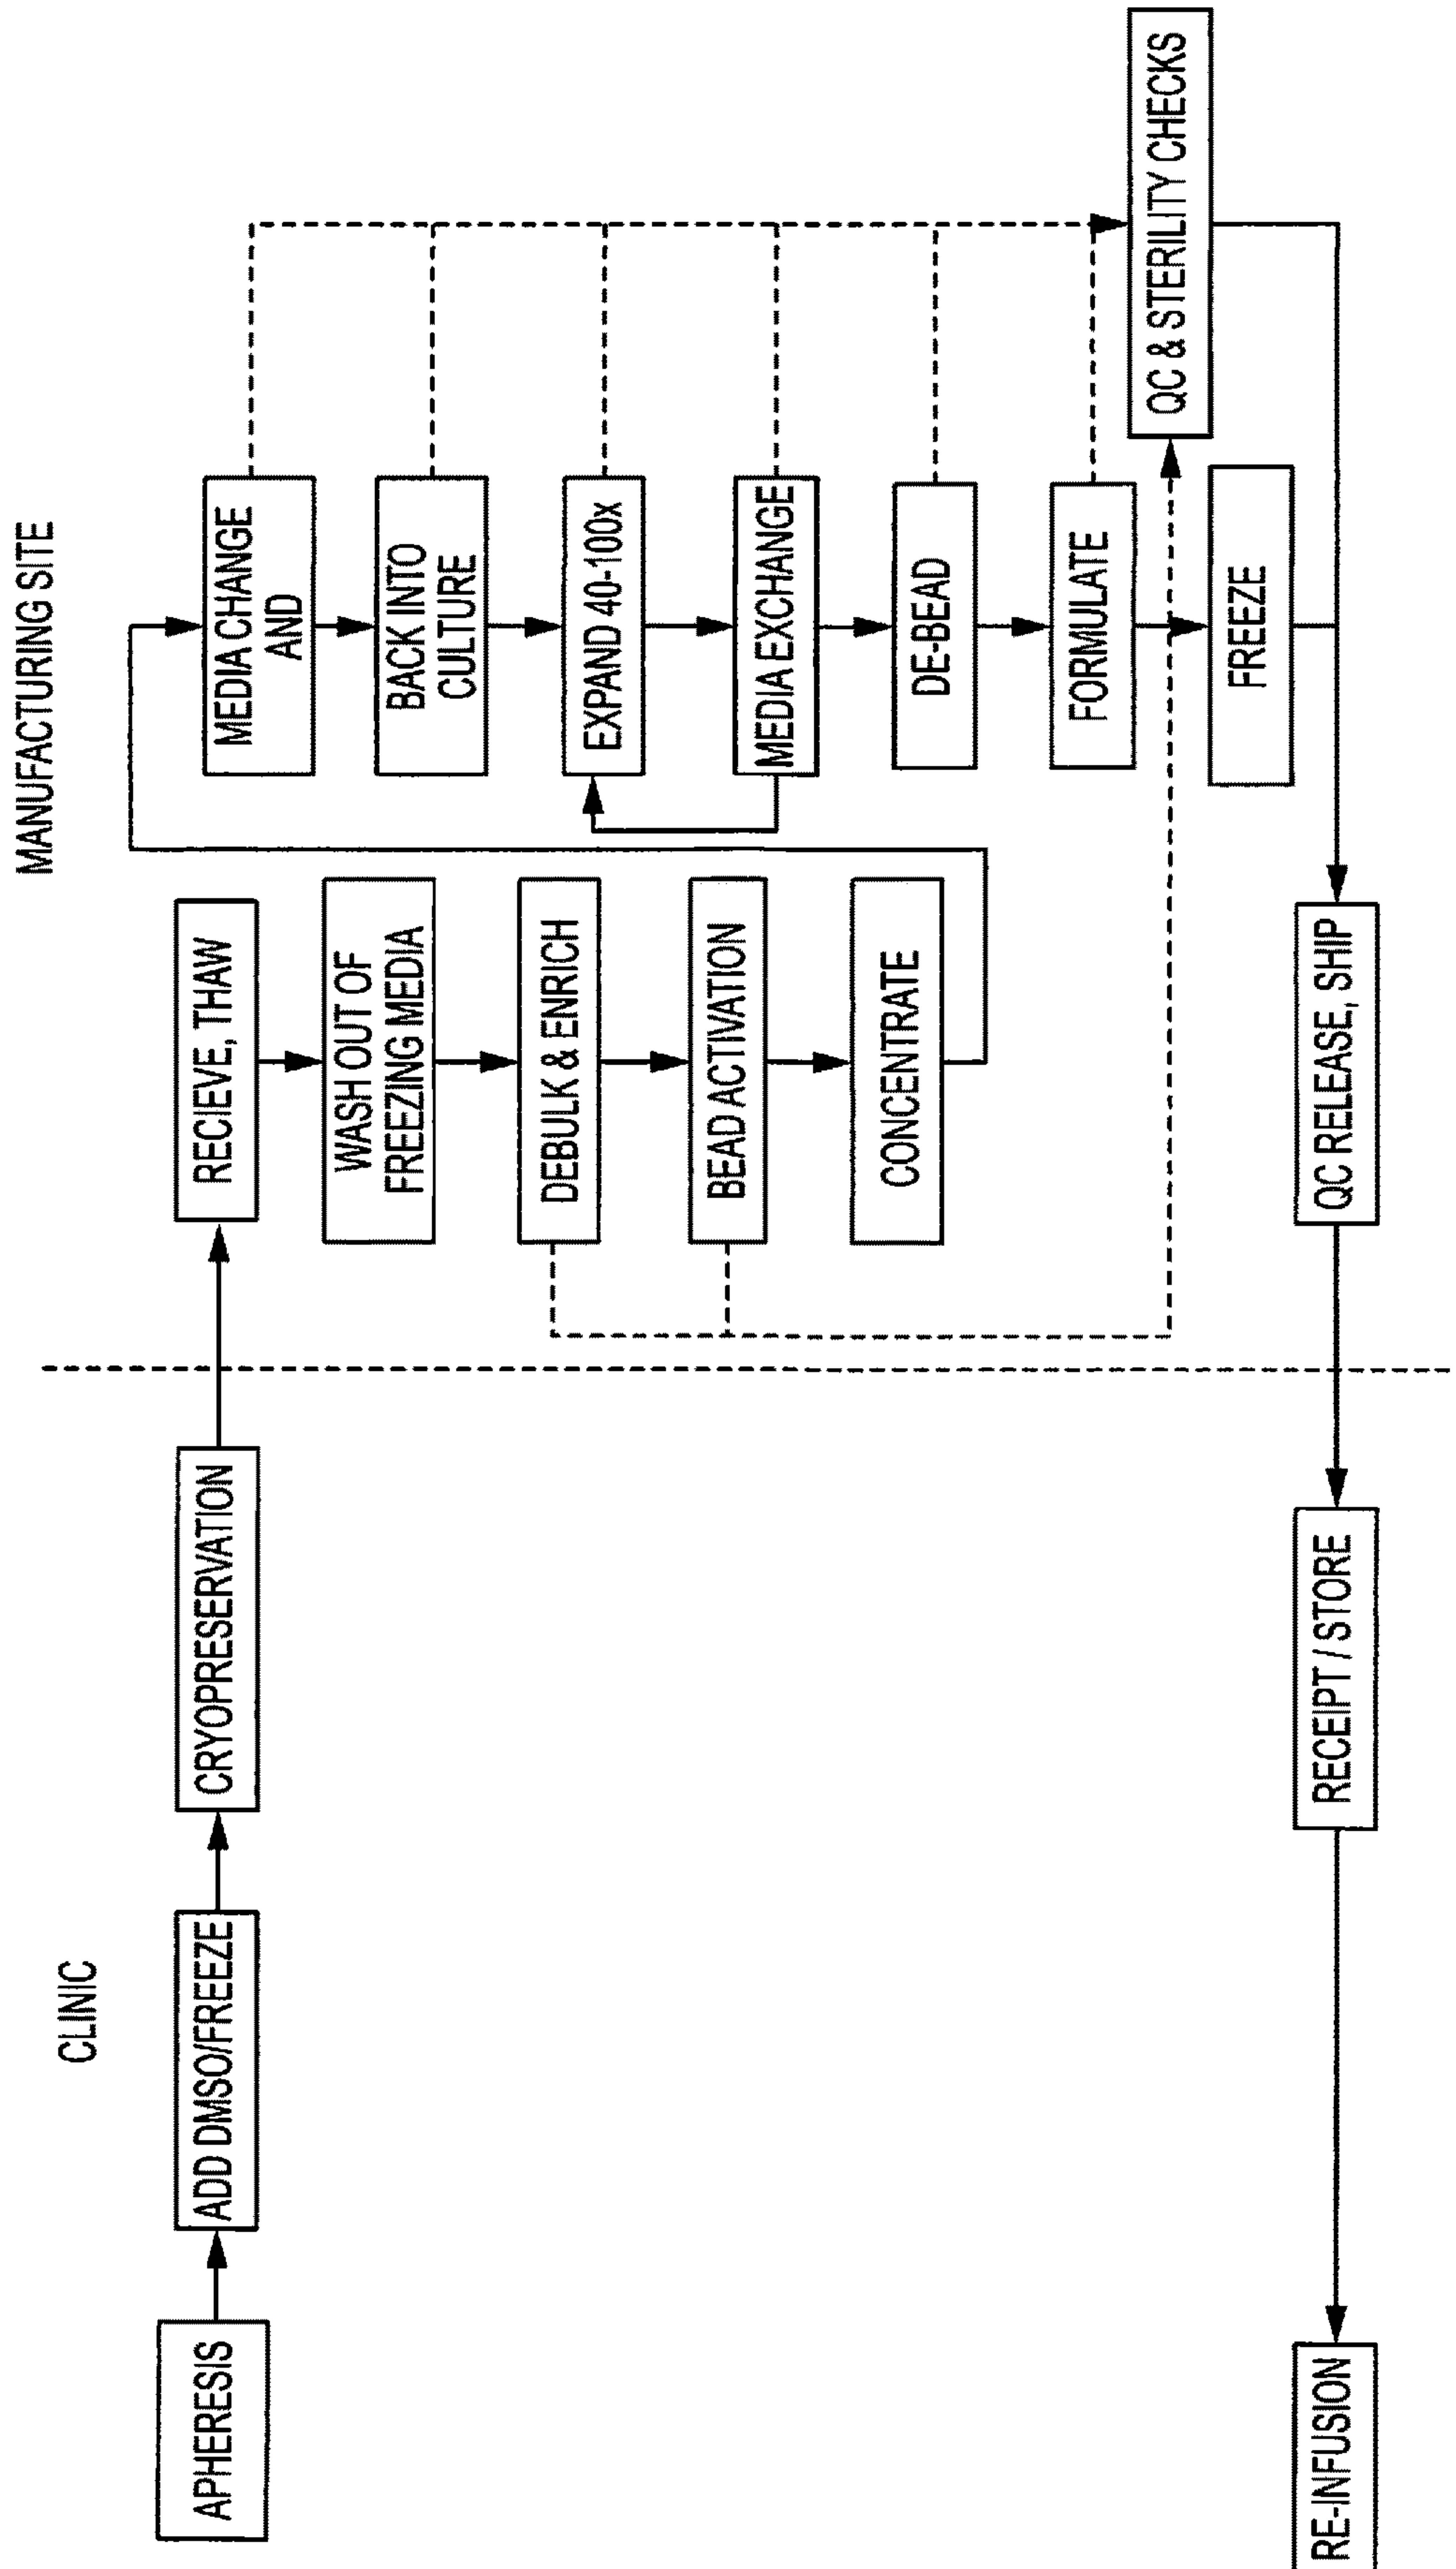 CLINIC
MANUFACTURING SITE
APHERESIS
ADD DMSO/FREEZE
CRYOPRESERVATION
RECIEVE, THAW
WASH OUT OF
FREEZING MEDIA
DEBULK & ENRICH
BEAD ACTIVATION
CONCENTRATE
MEDIA CHANGE
AND
BACK INTO
CULTURE
EXPAND 40-100x
MEDIA EXCHANGE
DE-BEAD
FORMULATE
FREEZE
QC & STERILITY CHECKS
QC RELEASE, SHIP
RECEIPT / STORE
RE-INFUSION